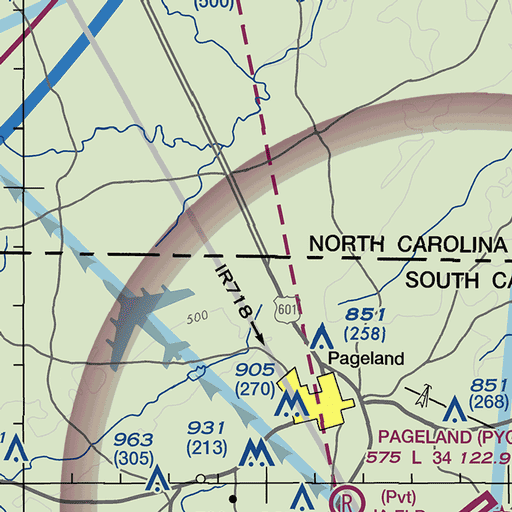 (500)
NORTH CAROLINA
SOUTH CA
IR718
601
500
851
(258)
Pageland
905
(270)
851
(268)
931
(213)
963
(305)
PAGELAND (PYG
575 L 34 122.9
R
(Pvt)